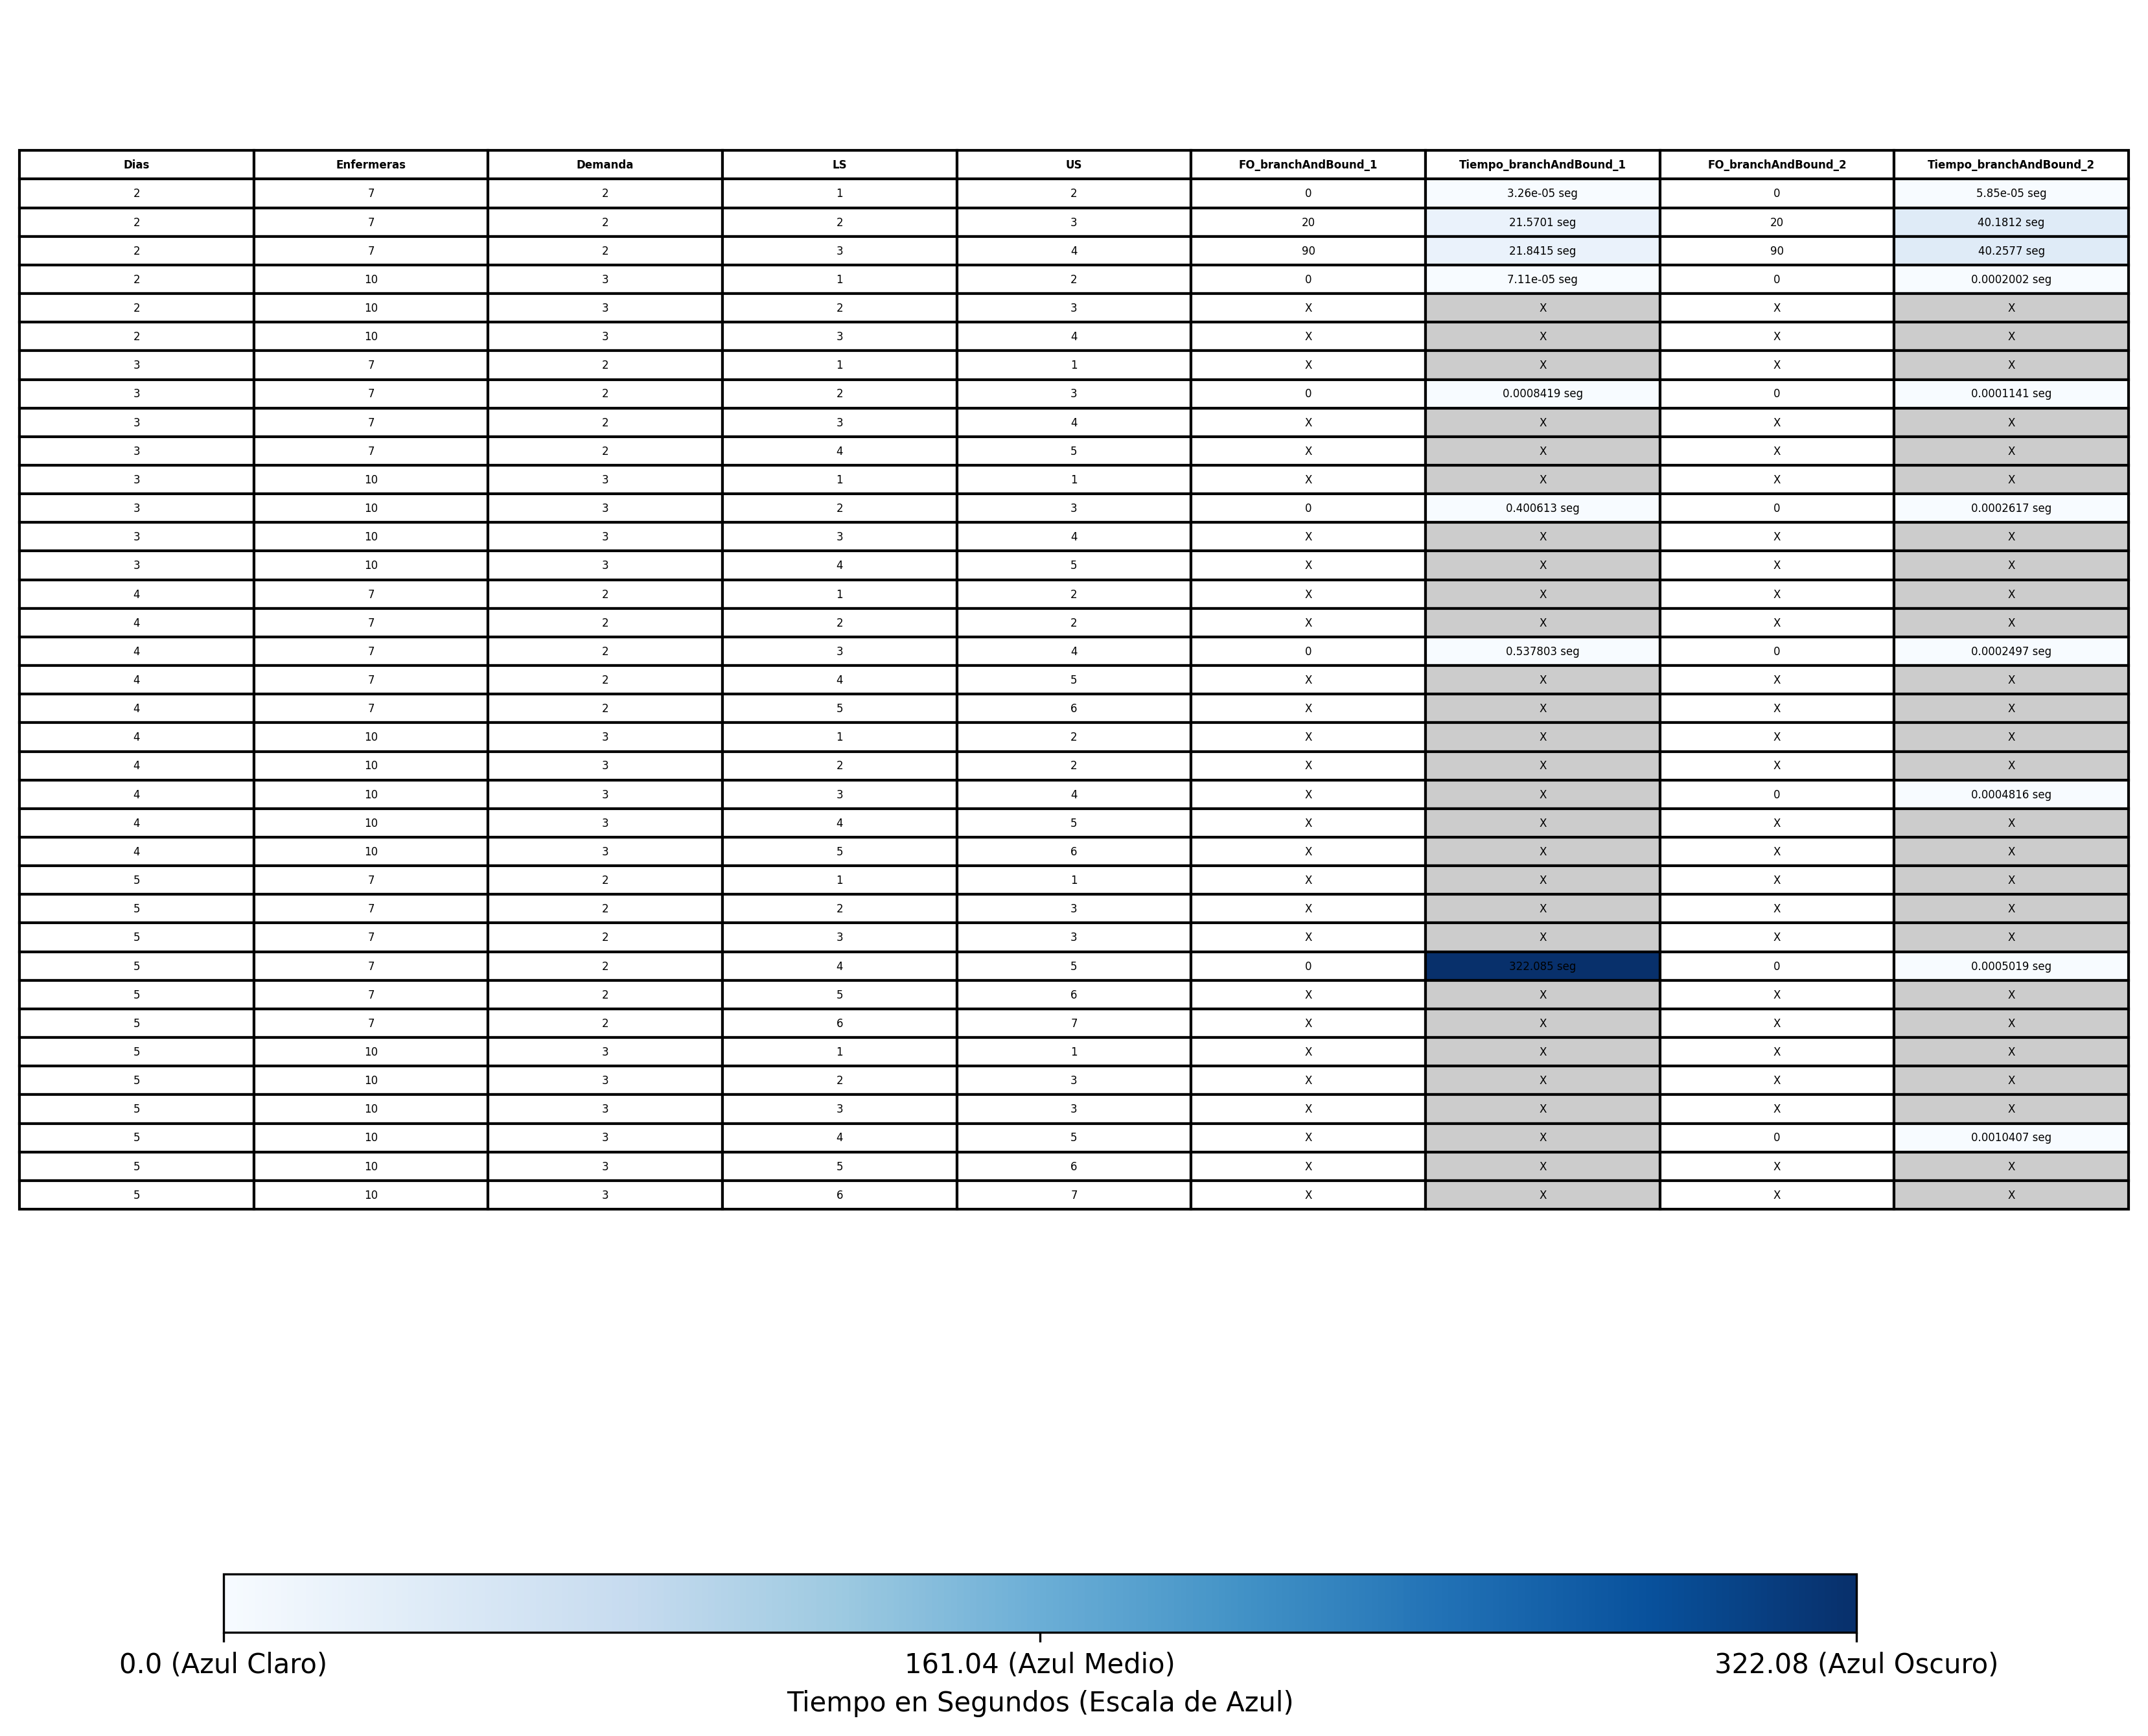 Dias Enfermeras Demanda LS US FO_branchAndBound_1 Tiempo_branchAndBound_1 FO_branchAndBound_2 Tiempo_branchAndBound_2
2 7 2 1 2 0 3.26e-05 seg 0 5.85e-05 seg
2 7 2 2 3 20 21.5701 seg 20 40.1812 seg
2 7 2 3 4 90 21.8415 seg 90 40.2577 seg
2 10 3 1 2 0 7.11e-05 seg 0 0.0002002 seg
2 10 3 2 3 X X X X
2 10 3 3 4 X X X X
3 7 2 1 1 X X X X
3 7 2 2 3 0 0.0008419 seg 0 0.0001141 seg
3 7 2 3 4 X X X X
3 7 2 4 5 X X X X
3 10 3 1 1 X X X X
3 10 3 2 3 0 0.400613 seg 0 0.0002617 seg
3 10 3 3 4 X X X X
3 10 3 4 5 X X X X
4 7 2 1 2 X X X X
4 7 2 2 2 X X X X
4 7 2 3 4 0 0.537803 seg 0 0.0002497 seg
4 7 2 4 5 X X X X
4 7 2 5 6 X X X X
4 10 3 1 2 X X X X
4 10 3 2 2 X X X X
4 10 3 3 4 X X 0 0.0004816 seg
4 10 3 4 5 X X X X
4 10 3 5 6 X X X X
5 7 2 1 1 X X X X
5 7 2 2 3 X X X X
5 7 2 3 3 X X X X
5 7 2 4 5 0 322.085 seg 0 0.0005019 seg
5 7 2 5 6 X X X X
5 7 2 6 7 X X X X
5 10 3 1 1 X X X X
5 10 3 2 3 X X X X
5 10 3 3 3 X X X X
5 10 3 4 5 X X 0 0.0010407 seg
5 10 3 5 6 X X X X
5 10 3 6 7 X X X X
0.0 (Azul Claro) 161.04 (Azul Medio) 322.08 (Azul Oscuro)
Tiempo en Segundos (Escala de Azul)